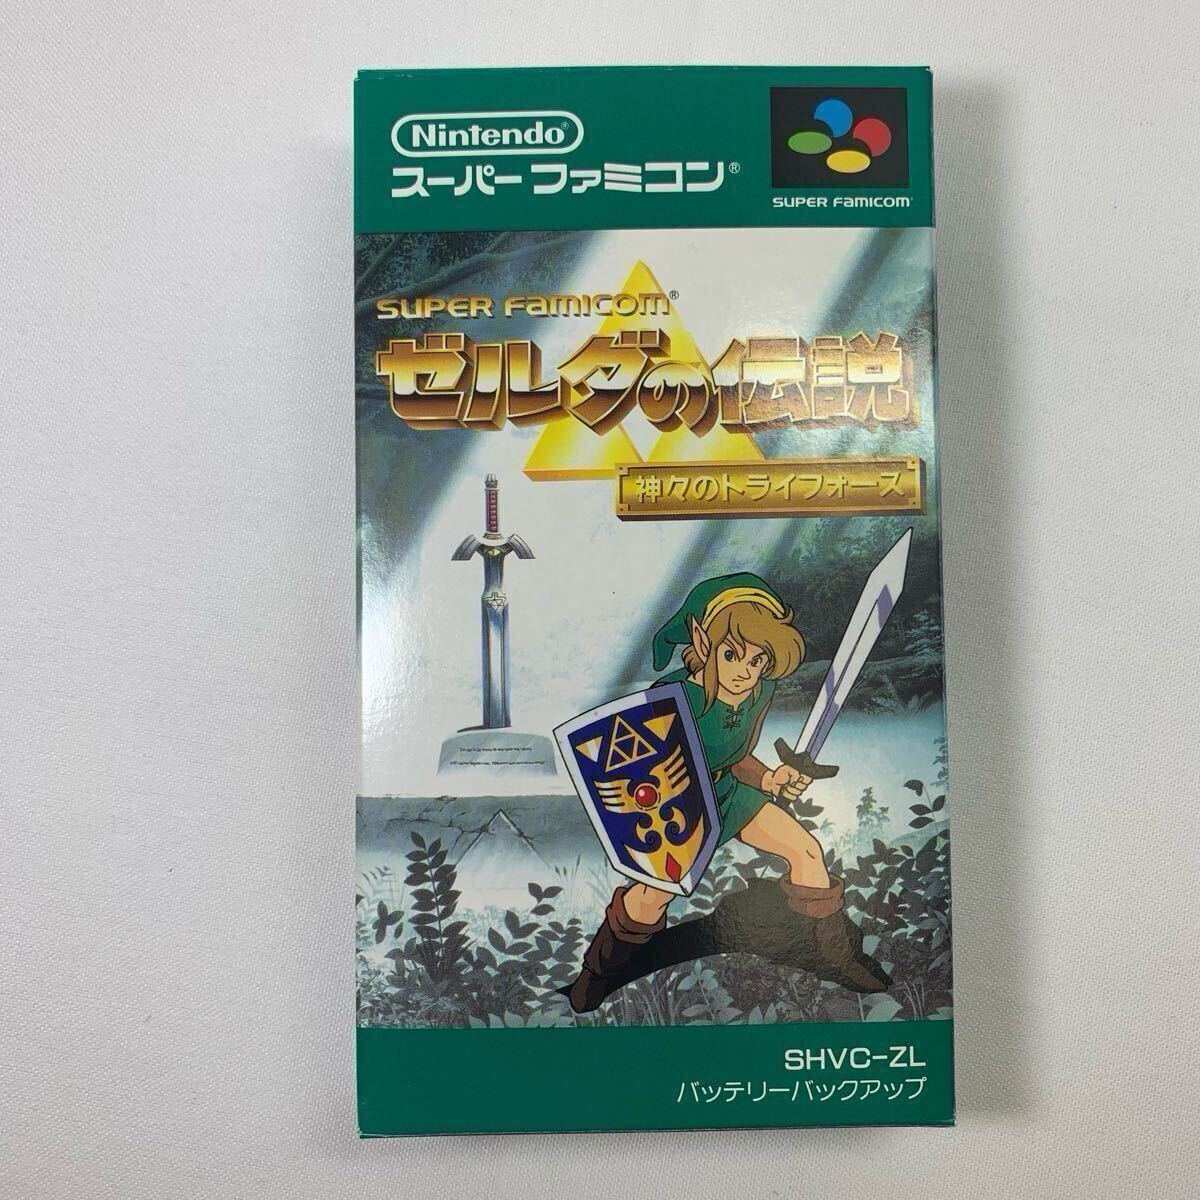 Nintendo®
スーパーファミコン®
SUPER FAMICOM
SUPER FAMICOM®
ゼルダの伝説
神々のトライフォース
SHVC-ZL
バッテリーバックアップ